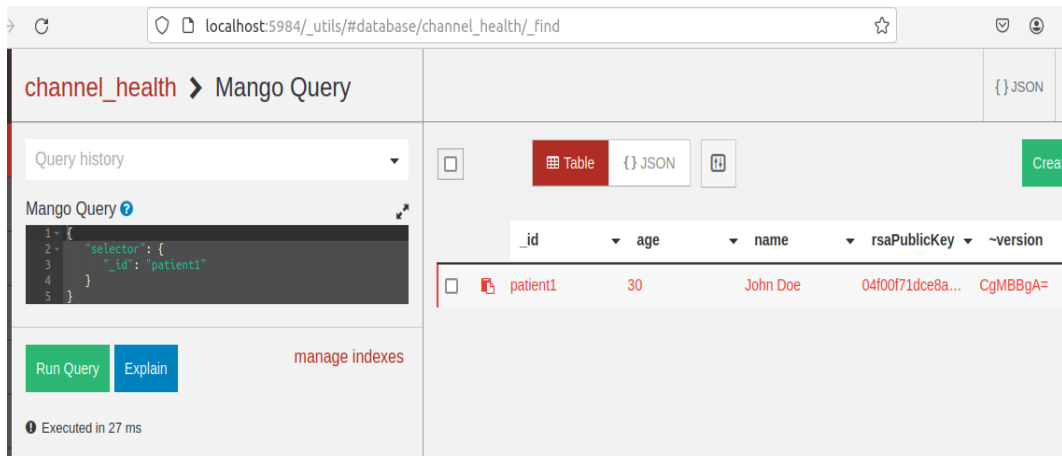 localhost:5984/_utils/#database/channel_health/_find
channel_health > Mango Query
{ } JSON
Query history
Mango Query ?
1 {
2 "selector": {
3 "_id": "patient1"
4 }
5 }
Run Query Explain manage indexes
Executed in 27 ms
Table { } JSON
Crea
_id age name rsaPublicKey ~version
patient1 30 John Doe 04f00f71dce8a... CgMBBgA=